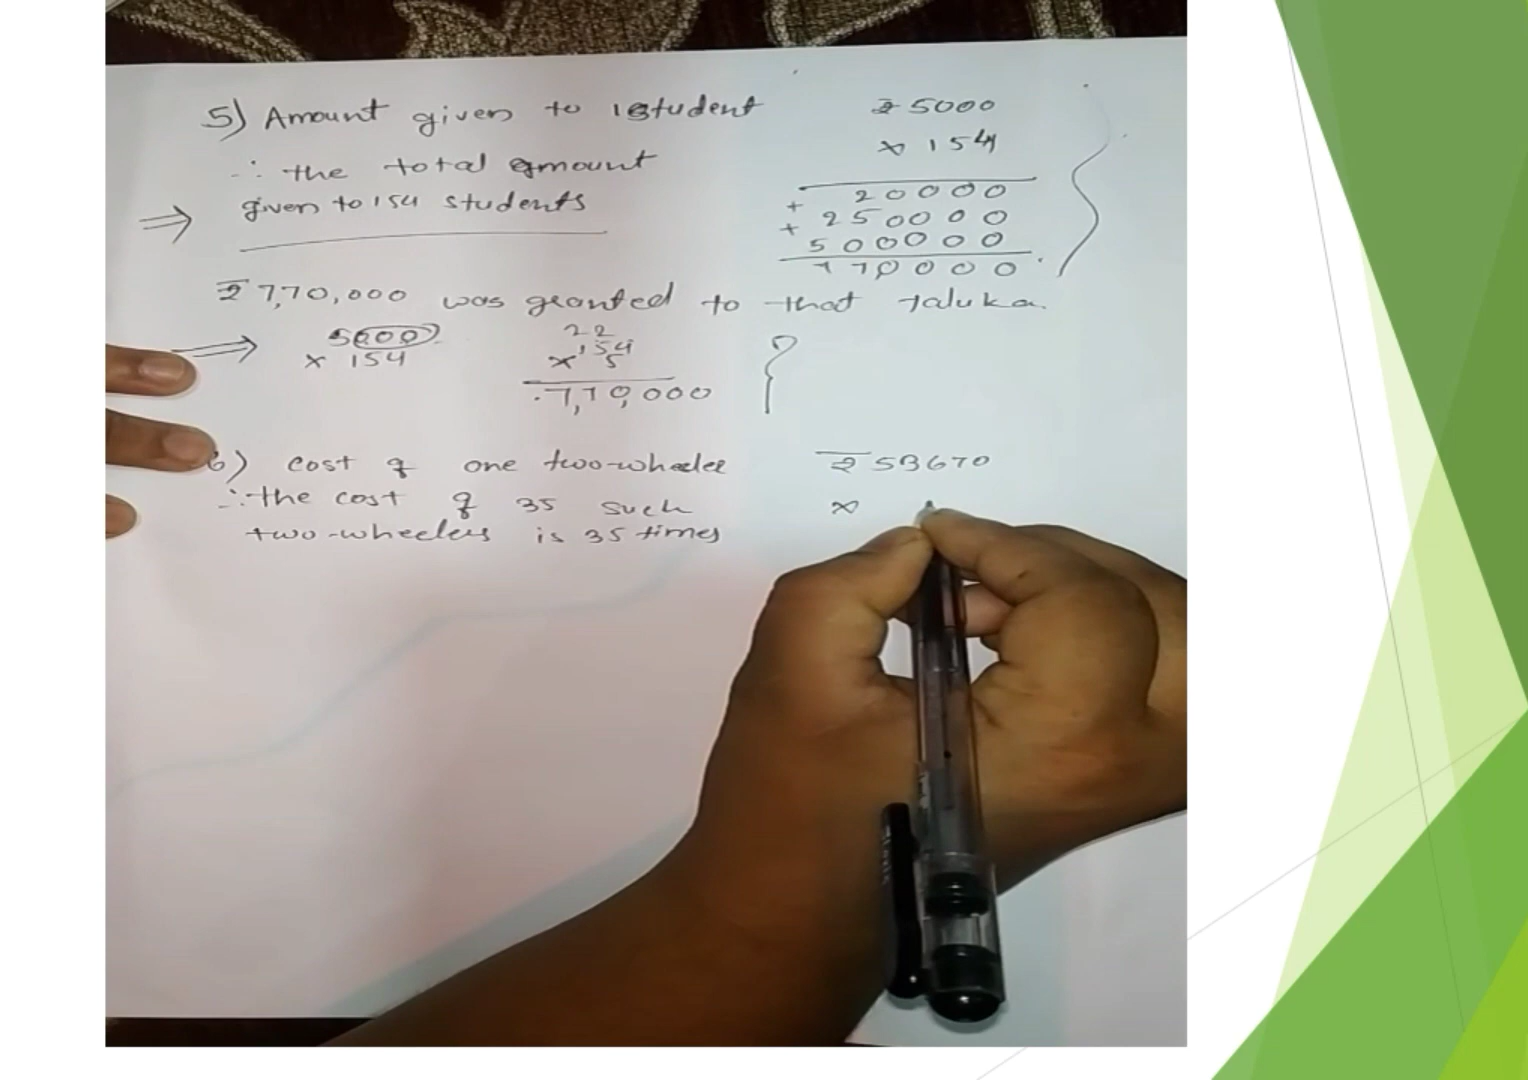 5) Amount given to 1 student ₹ 5000
∴ the total amount × 154
given to 154 students
20000
+ 250000
+ 500000
770000
₹ 7,70,000 was granted to that Taluka.
5000
× 154
22
154
× 5
7,70,000
6) cost of one two-wheeler ₹ 53670
∴ the cost of 35 such ×
two-wheelers is 35 times